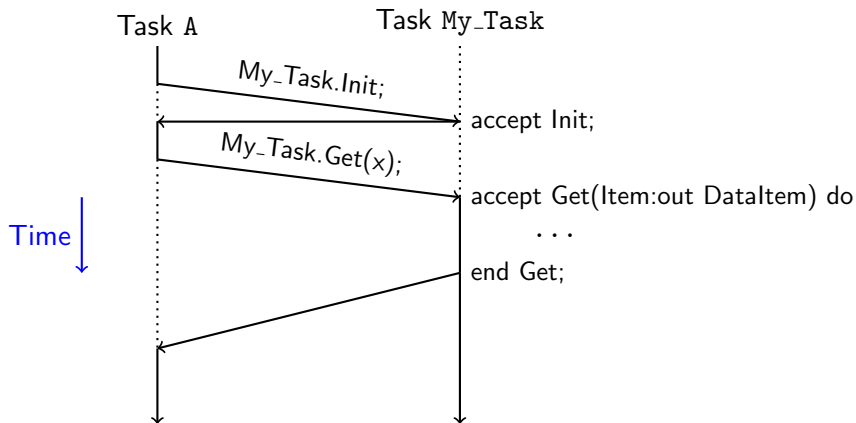 Task A
Task My_Task
My_Task.Init;
accept Init;
My_Task.Get(x);
accept Get(Item:out DataItem) do
Time
...
end Get;